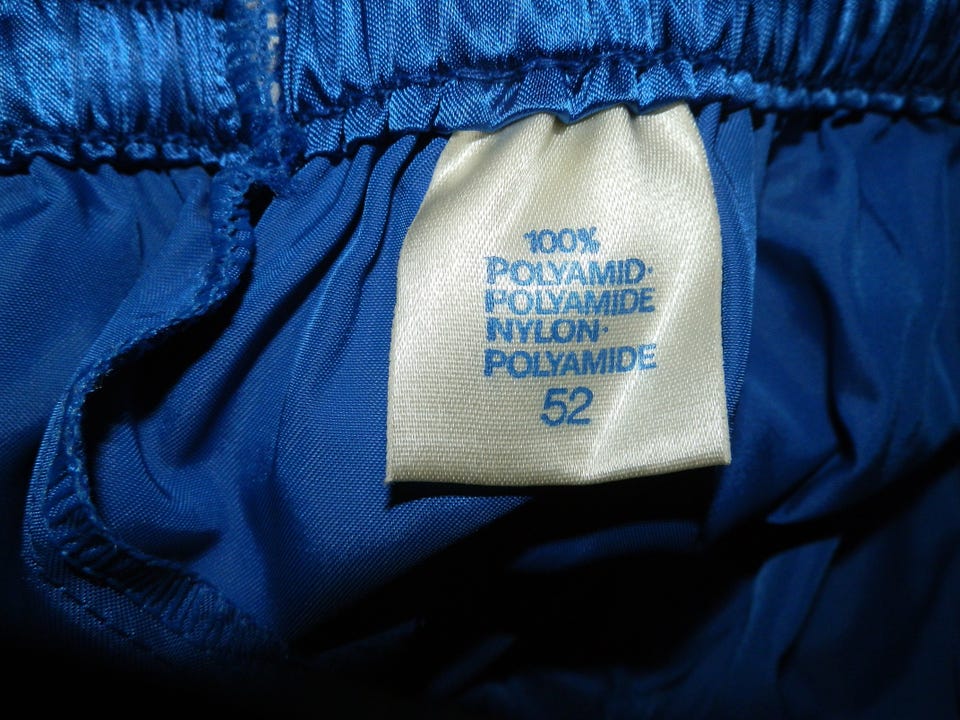 100%
POLYAMID·
POLYAMIDE
NYLON·
POLYAMIDE
52